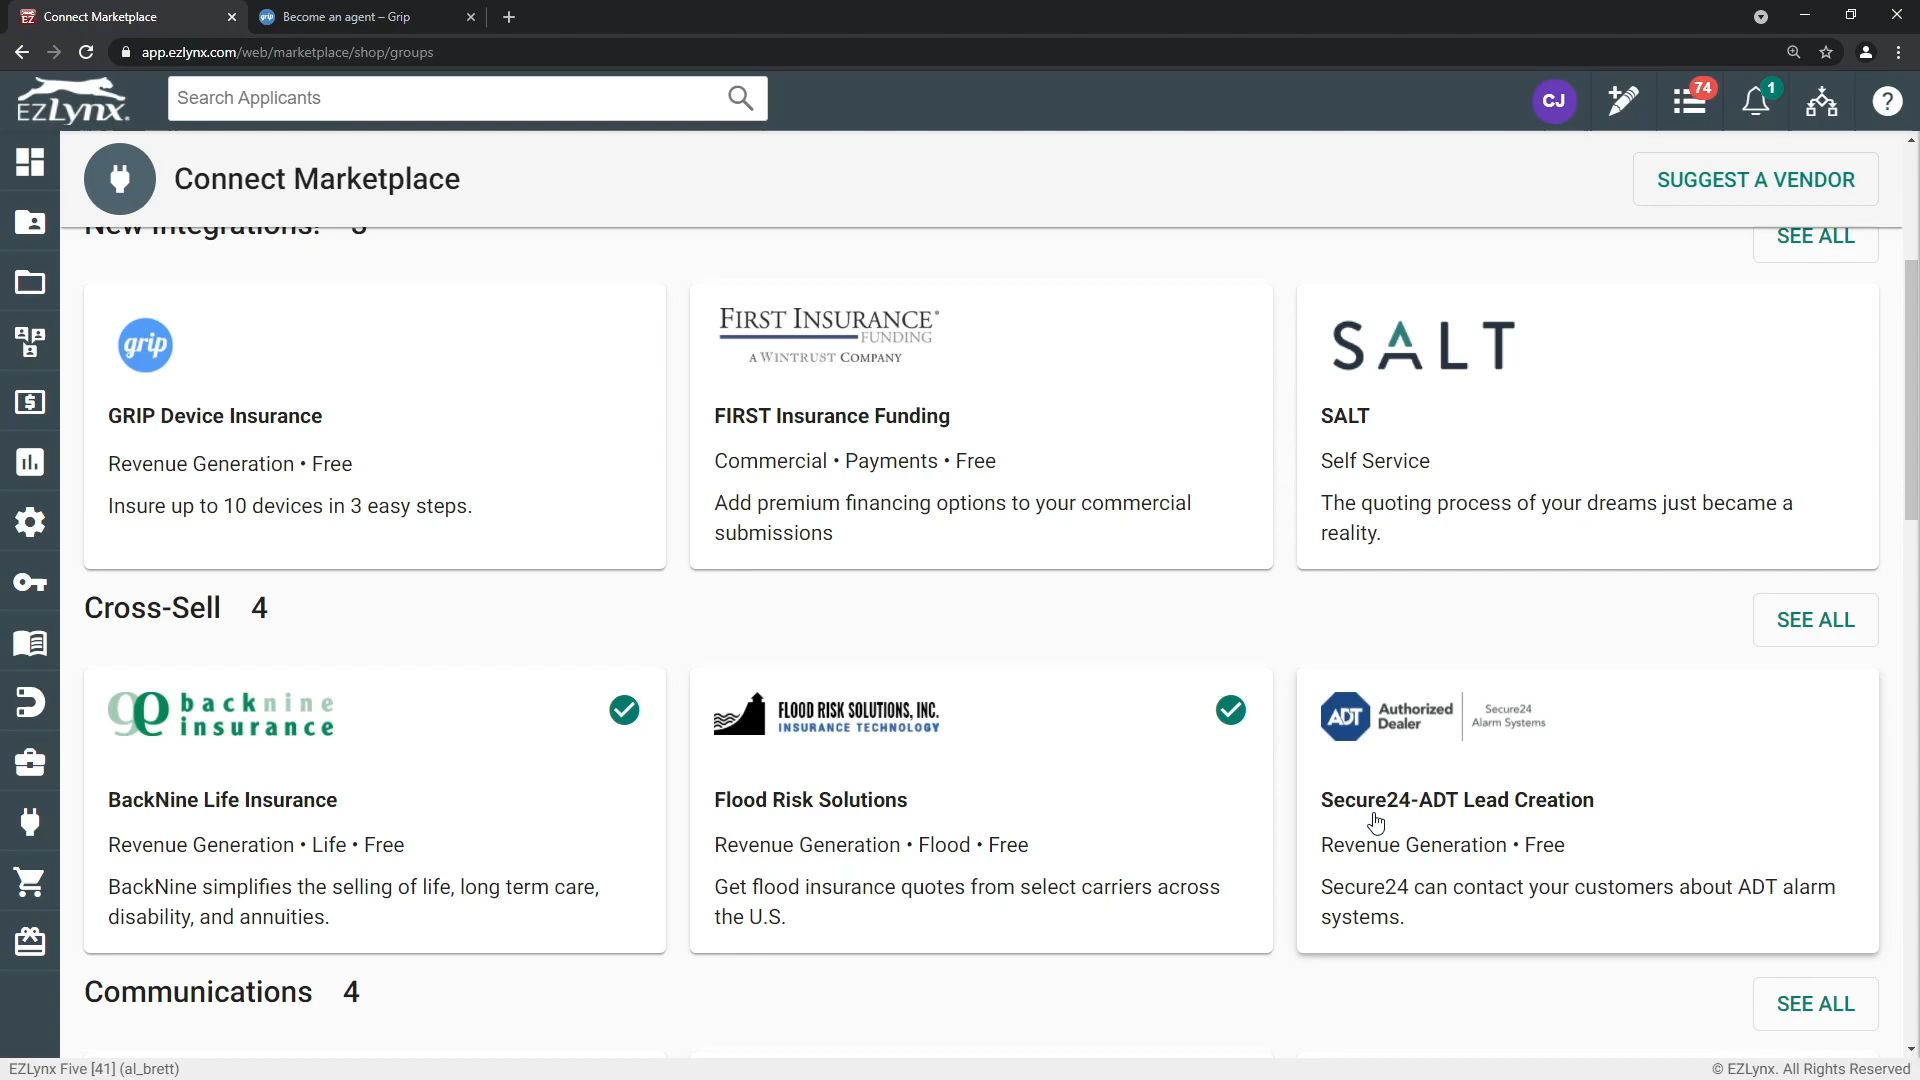 Connect Marketplace
Become an agent – Grip
app.ezlynx.com/web/marketplace/shop/groups
EZLynx
Search Applicants
CJ
74
1
Connect Marketplace
SUGGEST A VENDOR
New Integrations!
SEE ALL
grip
GRIP Device Insurance
Revenue Generation • Free
Insure up to 10 devices in 3 easy steps.
FIRST INSURANCE®
FUNDING
A WINTRUST COMPANY
FIRST Insurance Funding
Commercial • Payments • Free
Add premium financing options to your commercial
submissions
SALT
SALT
Self Service
The quoting process of your dreams just became a
reality.
Cross-Sell 4
SEE ALL
backnine
insurance
BackNine Life Insurance
Revenue Generation • Life • Free
BackNine simplifies the selling of life, long term care,
disability, and annuities.
FLOOD RISK SOLUTIONS, INC.
INSURANCE TECHNOLOGY
Flood Risk Solutions
Revenue Generation • Flood • Free
Get flood insurance quotes from select carriers across
the U.S.
ADT
Authorized
Dealer
Secure24
Alarm Systems
Secure24-ADT Lead Creation
Revenue Generation • Free
Secure24 can contact your customers about ADT alarm
systems.
Communications 4
SEE ALL
EZLynx Five [41] (al_brett)
© EZLynx. All Rights Reserved